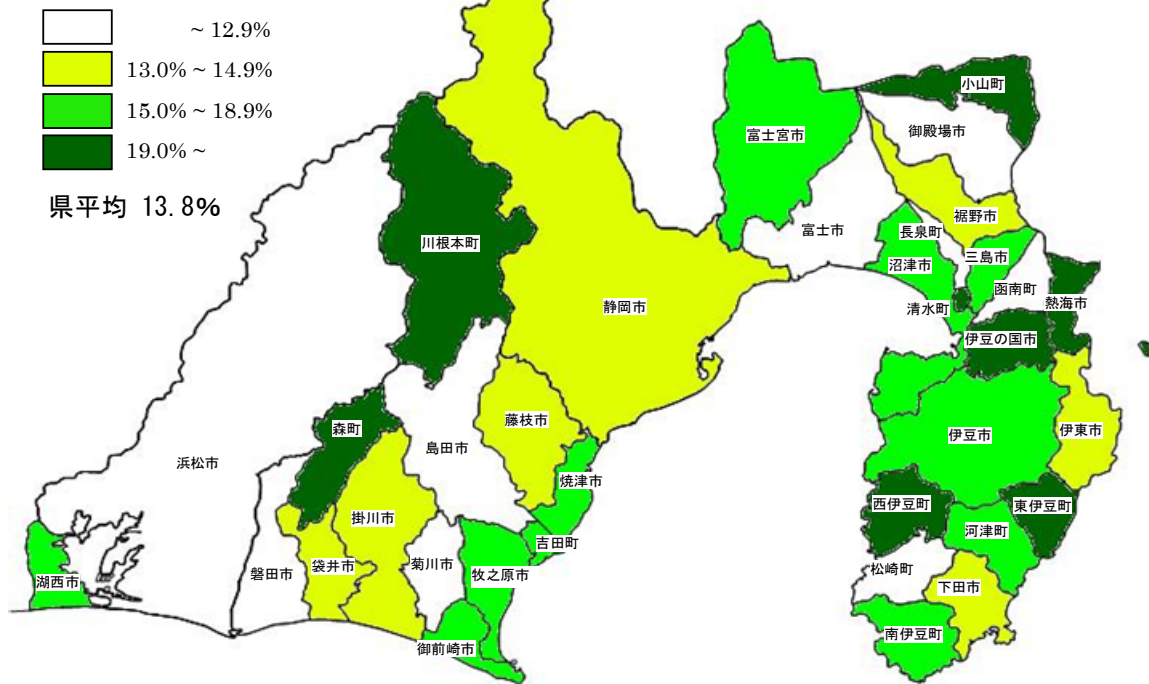 ~ 12.9%
13.0% ~ 14.9%
15.0% ~ 18.9%
19.0% ~
県平均 13.8%
小山町
御殿場市
富士宮市
裾野市
長泉町
富士市
川根本町
三島市
沼津市
函南町
熱海市
静岡市
清水町
伊豆の国市
藤枝市
森町
伊豆市
伊東市
島田市
浜松市
焼津市
西伊豆町
東伊豆町
掛川市
河津町
吉田町
菊川市
袋井市
松崎町
磐田市
牧之原市
湖西市
下田市
南伊豆町
御前崎市